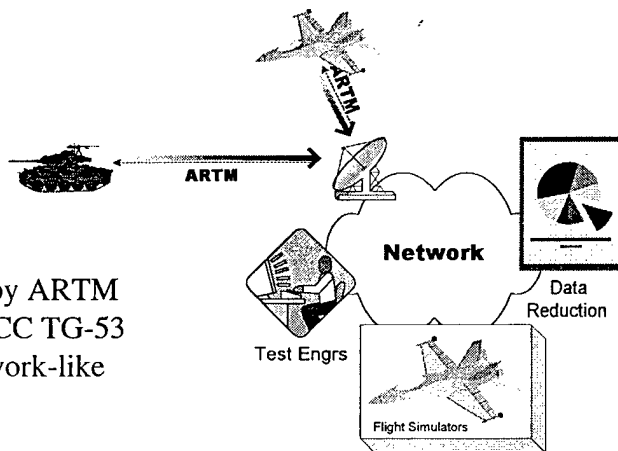 ARTM
ARTM
Network
Data
Reduction
by ARTM
CC TG-53
work-like
Test Engrs
Flight Simulators